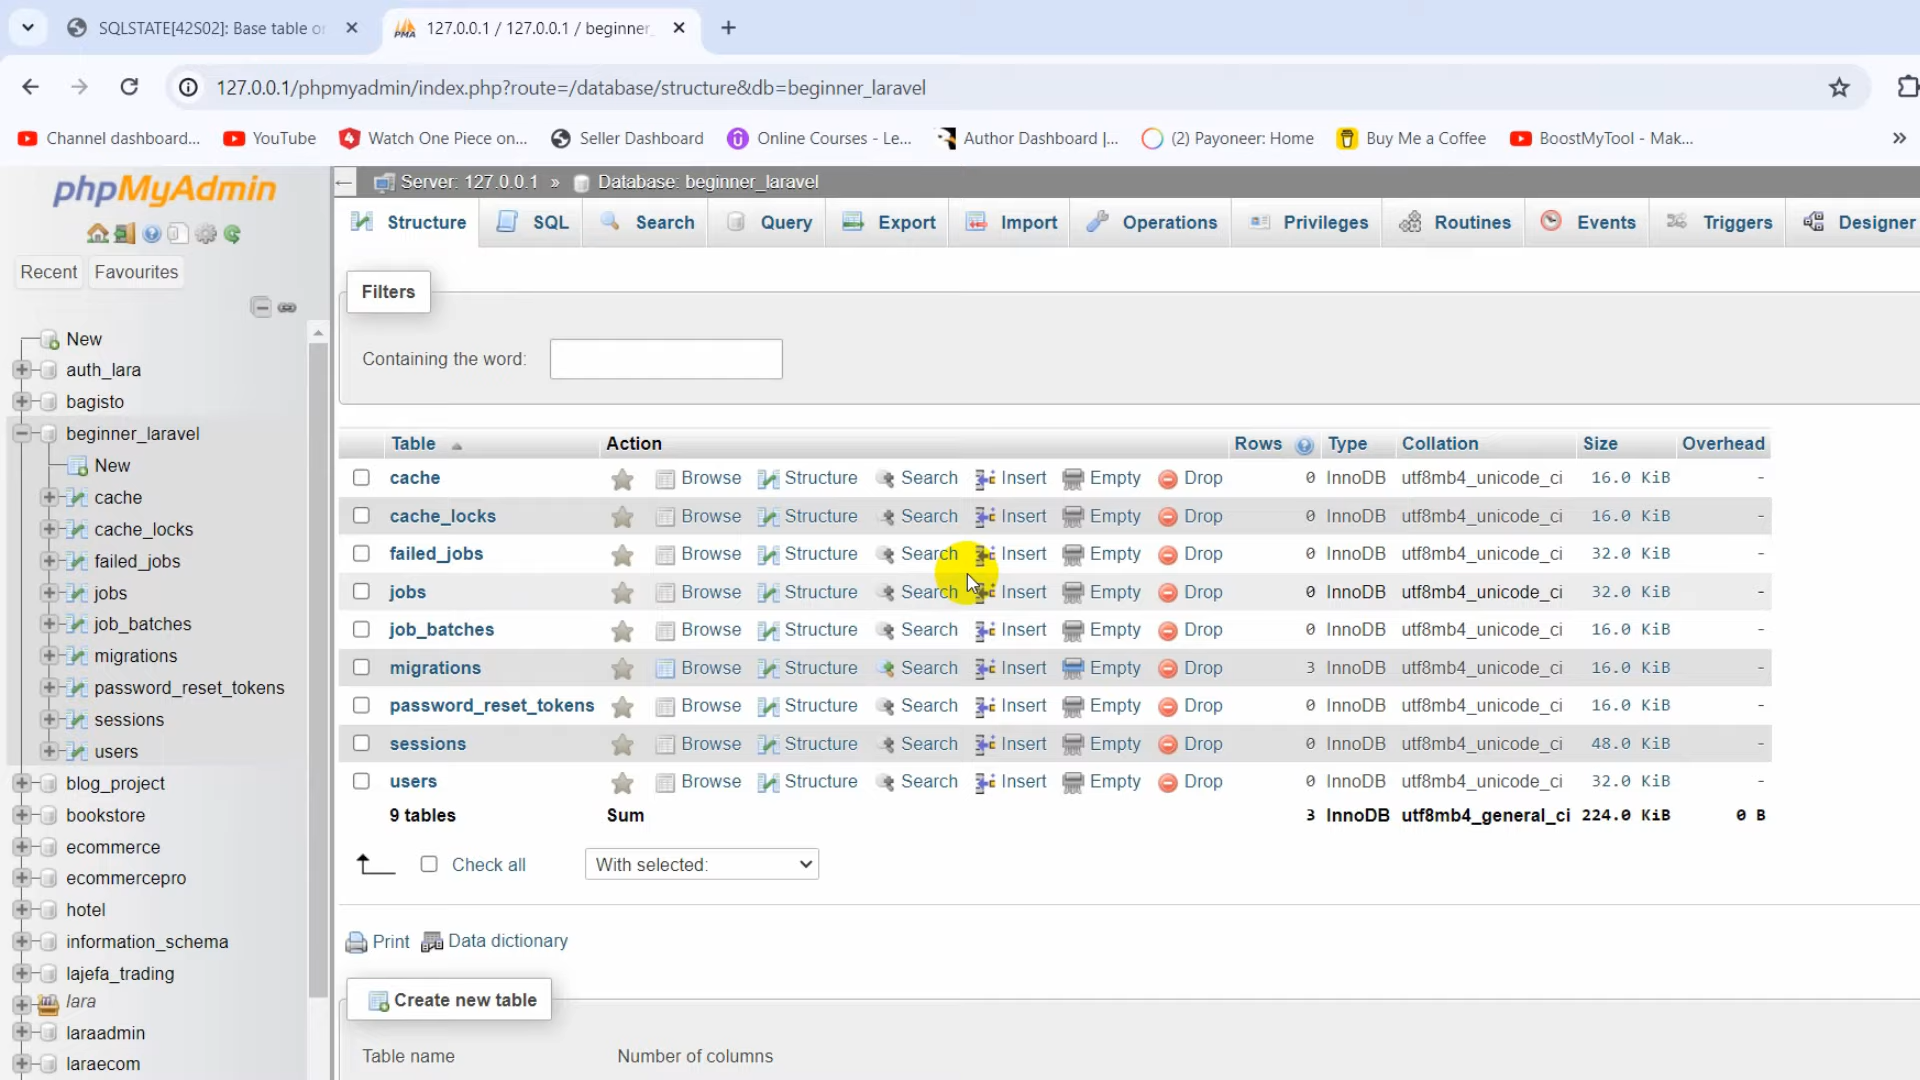 SQLSTATE[42S02]: Base table or
127.0.0.1 / 127.0.0.1 / beginner_
127.0.0.1/phpmyadmin/index.php?route=/database/structure&db=beginner_laravel
Channel dashboard... YouTube Watch One Piece on... Seller Dashboard Online Courses - Le... Author Dashboard |... (2) Payoneer: Home Buy Me a Coffee BoostMyTool - Mak... »
phpMyAdmin
Recent Favourites
New
auth_lara
bagisto
beginner_laravel
New
cache
cache_locks
failed_jobs
jobs
job_batches
migrations
password_reset_tokens
sessions
users
blog_project
bookstore
ecommerce
ecommercepro
hotel
information_schema
lajefa_trading
lara
laraadmin
laraecom
Server: 127.0.0.1 » Database: beginner_laravel
Structure SQL Search Query Export Import Operations Privileges Routines Events Triggers Designer
Filters
Containing the word:
Table Action Rows Type Collation Size Overhead
cache Browse Structure Search Insert Empty Drop 0 InnoDB utf8mb4_unicode_ci 16.0 KiB -
cache_locks Browse Structure Search Insert Empty Drop 0 InnoDB utf8mb4_unicode_ci 16.0 KiB -
failed_jobs Browse Structure Search Insert Empty Drop 0 InnoDB utf8mb4_unicode_ci 32.0 KiB -
jobs Browse Structure Search Insert Empty Drop 0 InnoDB utf8mb4_unicode_ci 32.0 KiB -
job_batches Browse Structure Search Insert Empty Drop 0 InnoDB utf8mb4_unicode_ci 16.0 KiB -
migrations Browse Structure Search Insert Empty Drop 3 InnoDB utf8mb4_unicode_ci 16.0 KiB -
password_reset_tokens Browse Structure Search Insert Empty Drop 0 InnoDB utf8mb4_unicode_ci 16.0 KiB -
sessions Browse Structure Search Insert Empty Drop 0 InnoDB utf8mb4_unicode_ci 48.0 KiB -
users Browse Structure Search Insert Empty Drop 0 InnoDB utf8mb4_unicode_ci 32.0 KiB -
9 tables Sum 3 InnoDB utf8mb4_general_ci 224.0 KiB 0 B
Check all With selected:
Print Data dictionary
Create new table
Table name Number of columns